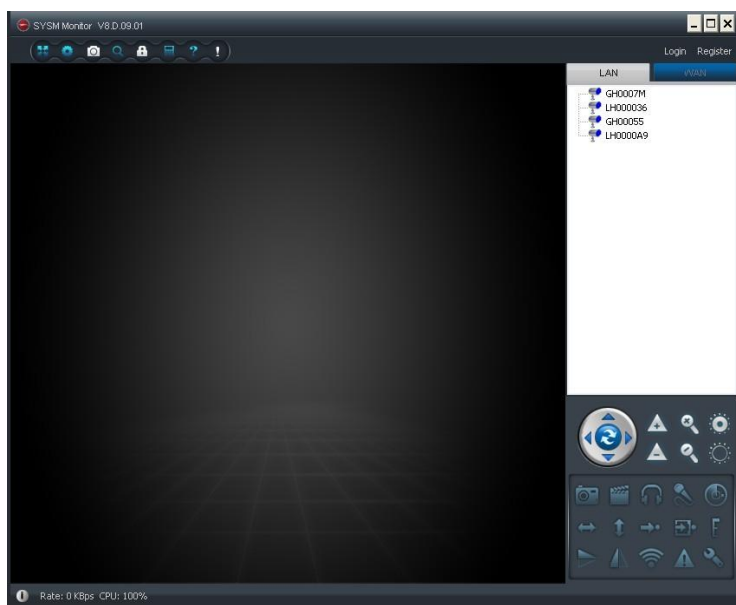 SYSM Monitor V8.D.09.01
Login Register
LAN WAN
GH0007M
LH000036
GH00055
LH0000A9
Rate: 0 KBps CPU: 100%